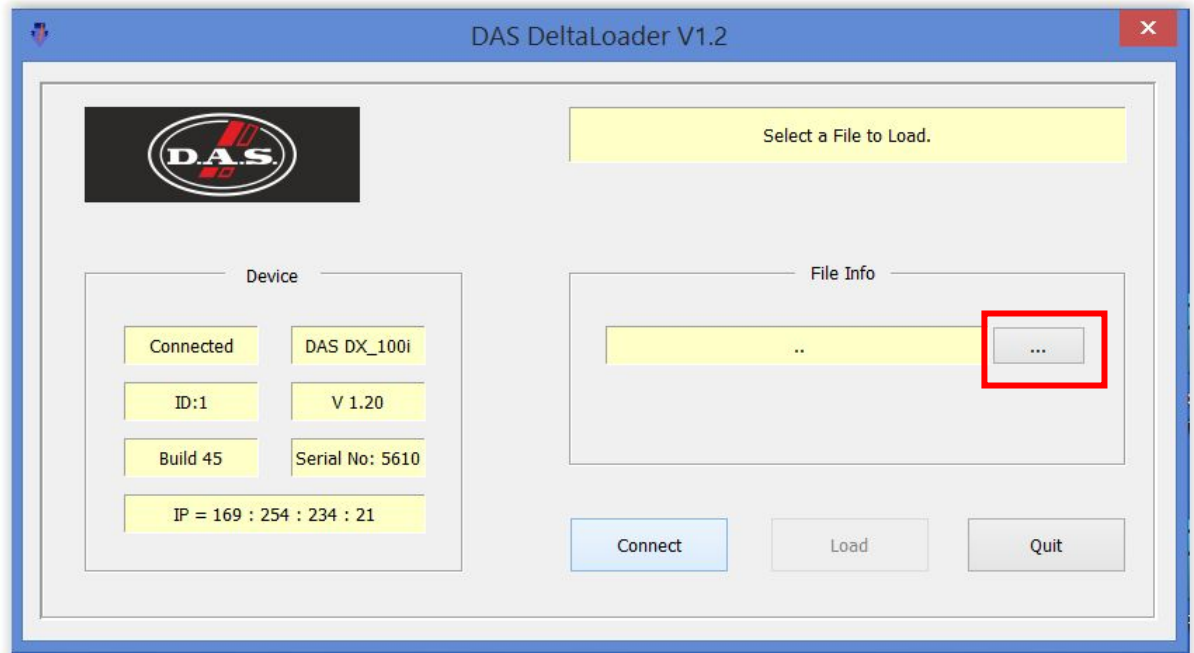 DAS DeltaLoader V1.2
x
D.A.S.
Select a File to Load.
Device
Connected
DAS DX_100i
ID:1
V 1.20
Build 45
Serial No: 5610
IP = 169 : 254 : 234 : 21
File Info
..
...
Connect
Load
Quit